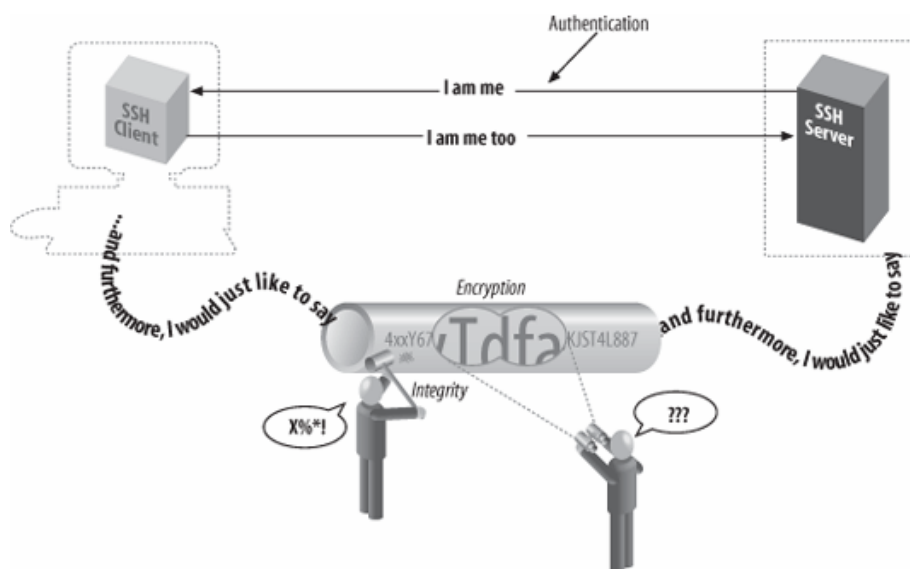 Authentication
I am me
SSH
Client
I am me too
SSH
Server
...and furthermore, I would just like to say
Encryption
4xxY67
yTdfa
KJST4L887
and furthermore, I would just like to say
Integrity
X%*!
???